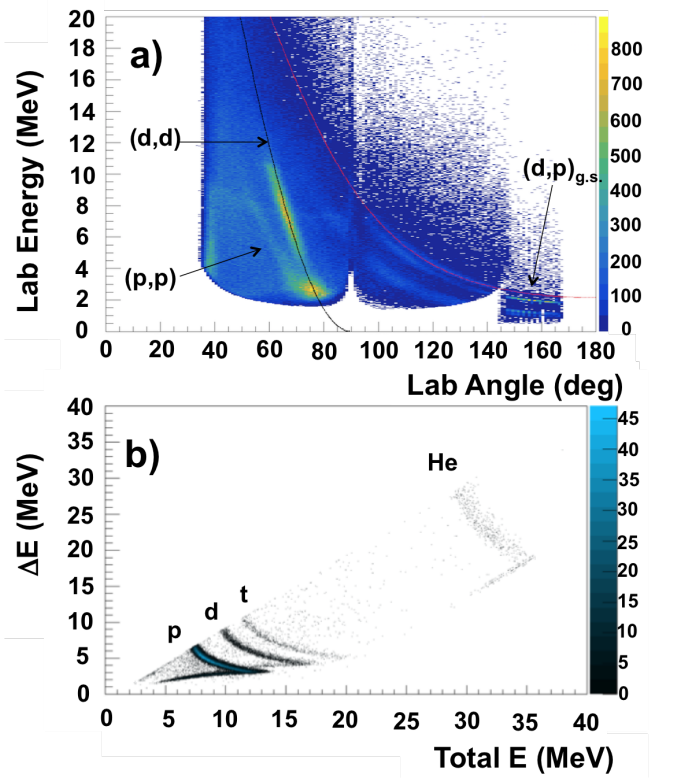 a)
20
18
16
14
12
10
8
6
4
2
0
Lab Energy (MeV)
(d,d)
(p,p)
(d,p)g.s.
800
700
600
500
400
300
200
100
0
0 20 40 60 80 100 120 140 160 180
Lab Angle (deg)
b)
40
35
30
25
20
15
10
5
0
ΔE (MeV)
He
t
d
p
45
40
35
30
25
20
15
10
5
0
0 5 10 15 20 25 30 35 40
Total E (MeV)